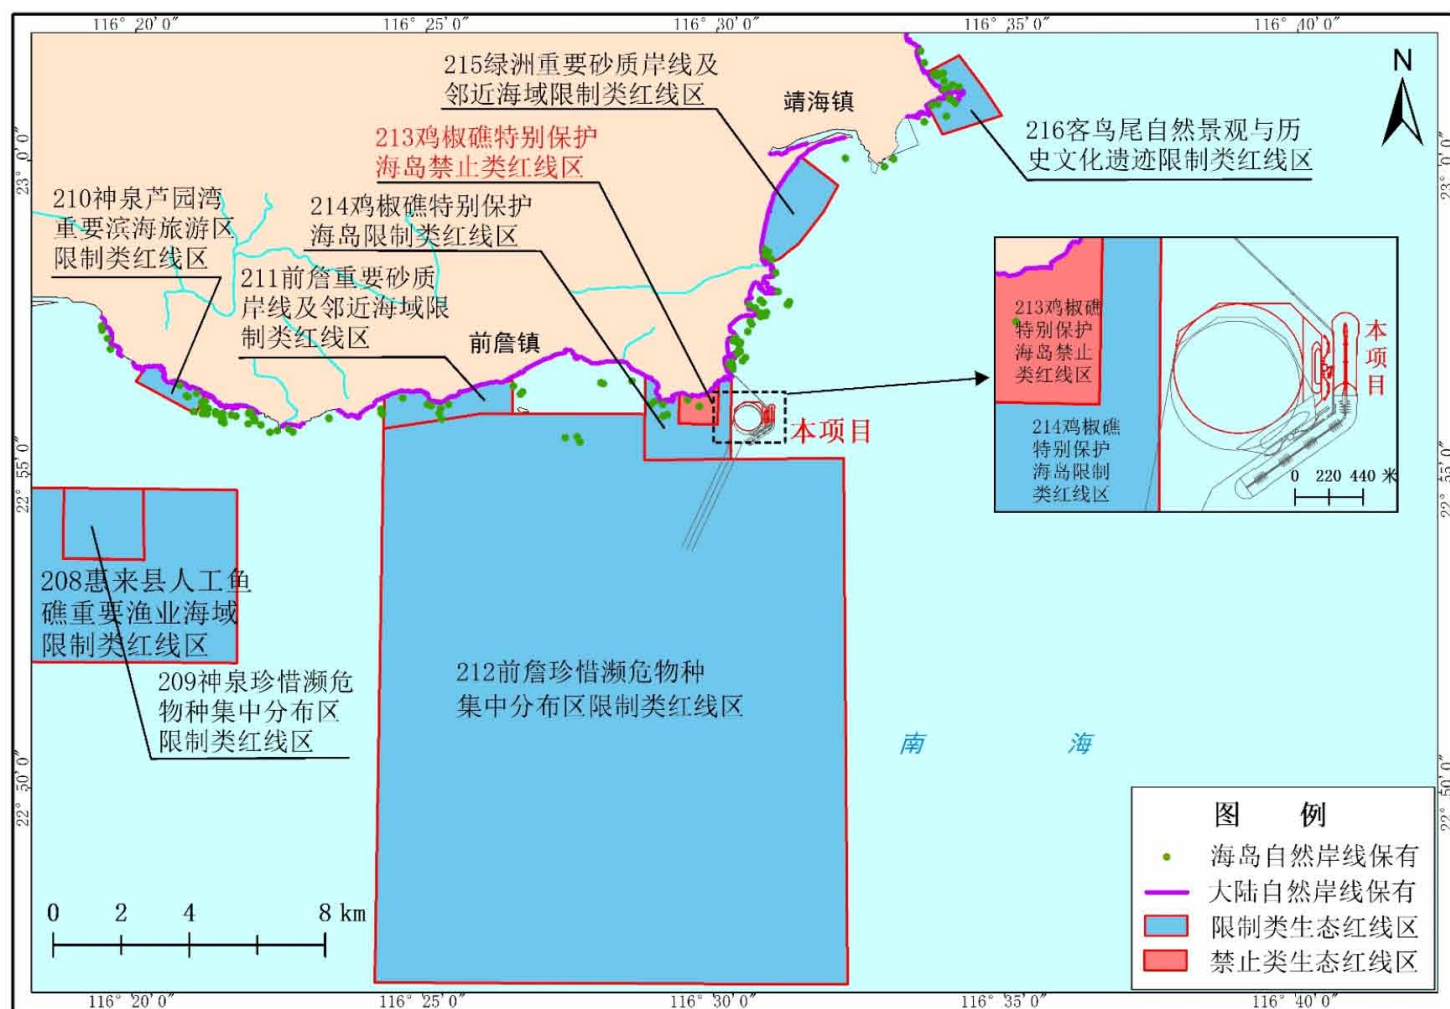 116° 20′0″
116° 25′0″
116° 30′0″
116° 35′0″
116° 40′0″
23° 0′0″
22° 55′0″
22° 50′0″
23° 0′0″
22° 55′0″
22° 50′0″
N
215绿洲重要砂质岸线及
邻近海域限制类红线区
靖海镇
213鸡椒礁特别保护
海岛禁止类红线区
216客鸟尾自然景观与历
史文化遗迹限制类红线区
210神泉芦园湾
重要滨海旅游区
限制类红线区
214鸡椒礁特别保护
海岛限制类红线区
211前詹重要砂质
岸线及邻近海域限
制类红线区
前詹镇
本项目
213鸡椒礁
特别保护
海岛禁止
类红线区
本项目
214鸡椒礁
特别保护
海岛限制
类红线区
0 220 440 米
208惠来县人工鱼
礁重要渔业海域
限制类红线区
209神泉珍惜濒危
物种集中分布区
限制类红线区
212前詹珍惜濒危物种
集中分布区限制类红线区
南 海
0 2 4 8 km
图 例
海岛自然岸线保有
大陆自然岸线保有
限制类生态红线区
禁止类生态红线区
116° 20′0″
116° 25′0″
116° 30′0″
116° 35′0″
116° 40′0″